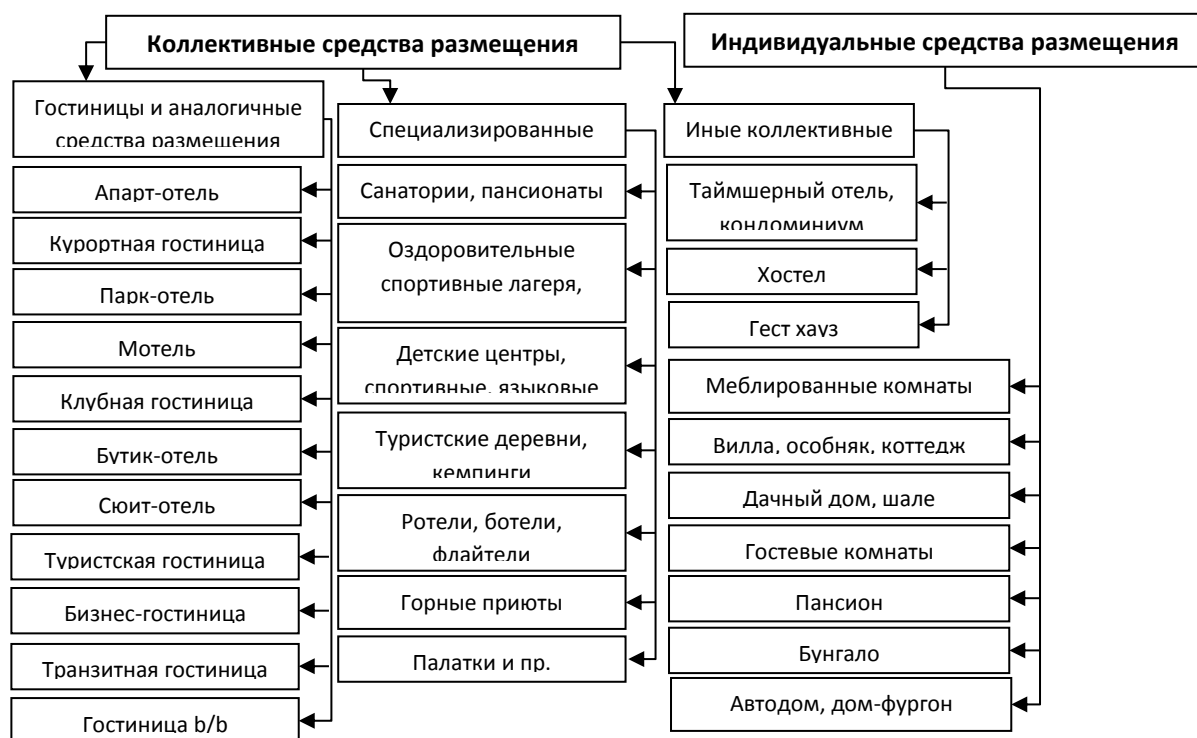 Коллективные средства размещения
Индивидуальные средства размещения
Гостиницы и аналогичные
средства размещения
Апарт-отель
Курортная гостиница
Парк-отель
Мотель
Клубная гостиница
Бутик-отель
Сюит-отель
Туристская гостиница
Бизнес-гостиница
Транзитная гостиница
Гостиница b/b
Специализированные
Санатории, пансионаты
Оздоровительные
спортивные лагеря,
Детские центры,
спортивные, языковые
Туристские деревни,
кемпинги
Ротели, ботели,
флайтели
Горные приюты
Палатки и пр.
Иные коллективные
Таймшерный отель,
кондоминиум
Хостел
Гест хауз
Меблированные комнаты
Вилла, особняк, коттедж
Дачный дом, шале
Гостевые комнаты
Пансион
Бунгало
Автодом, дом-фургон